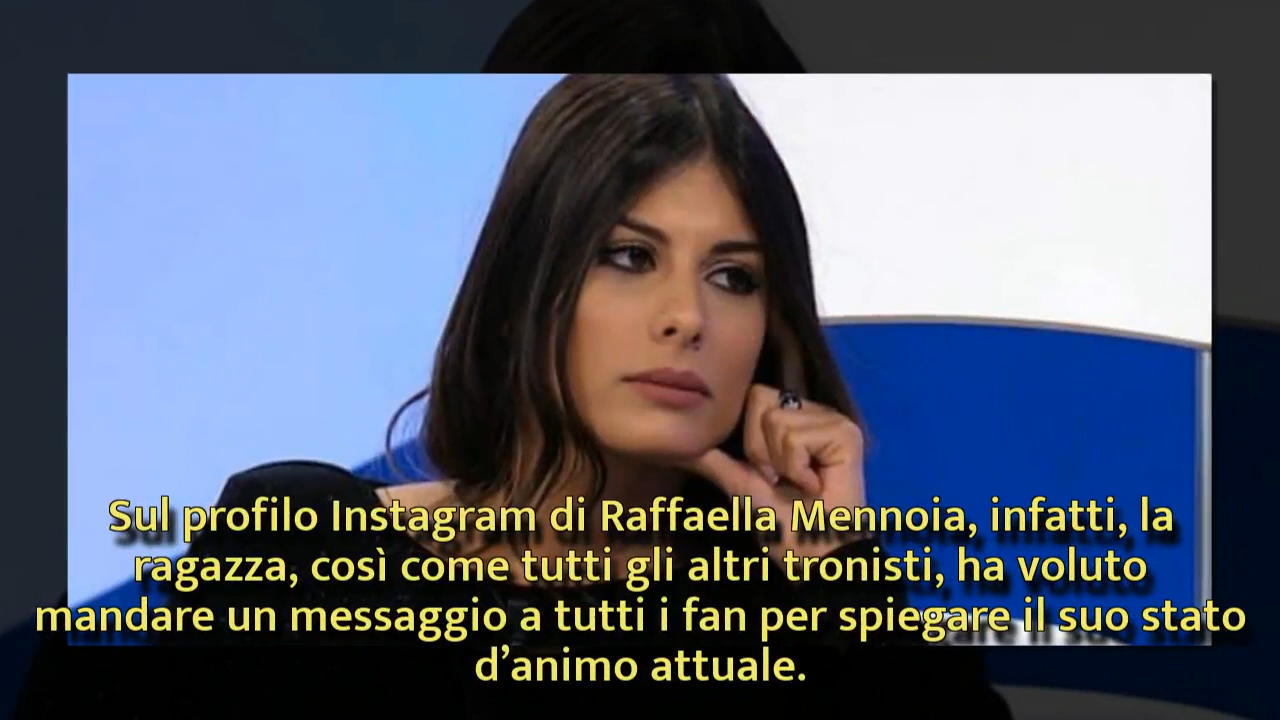 Sul profilo Instagram di Raffaella Mennoia, infatti, la
ragazza, così come tutti gli altri tronisti, ha voluto
mandare un messaggio a tutti i fan per spiegare il suo stato
d’animo attuale.